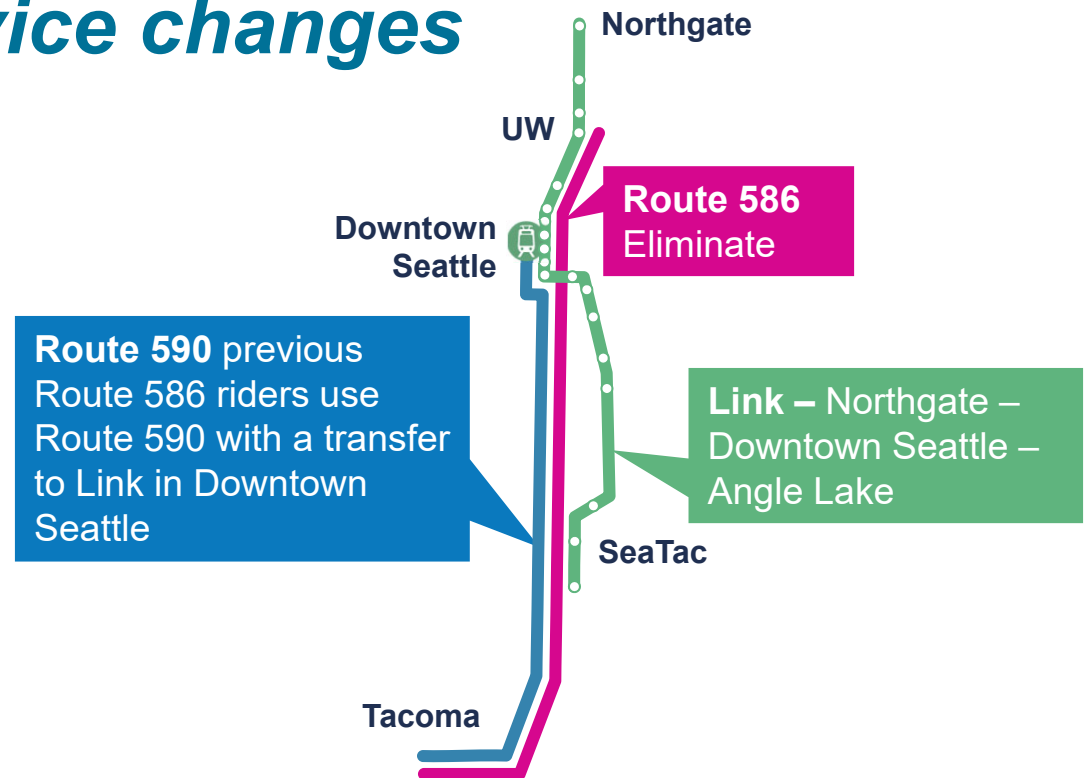 vice changes
Northgate
UW
Route 586
Eliminate
Downtown
Seattle
Route 590 previous
Route 586 riders use
Route 590 with a transfer
to Link in Downtown
Seattle
Link – Northgate –
Downtown Seattle –
Angle Lake
SeaTac
Tacoma